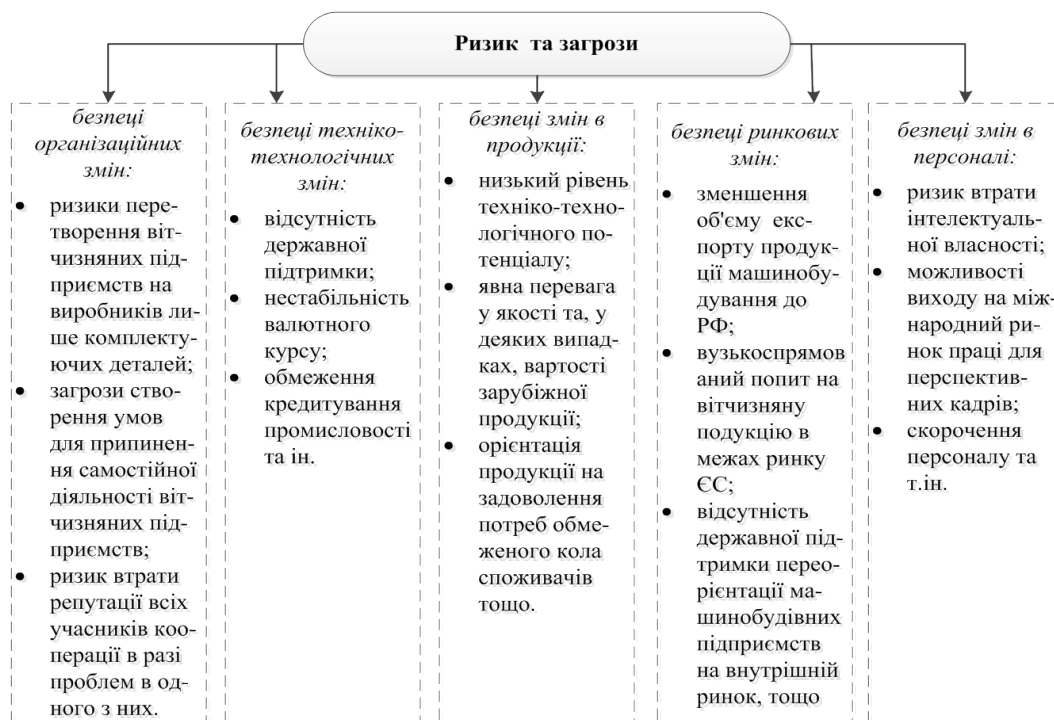 Ризик та загрози
безпеці
організаційних
змін:
• ризики пере-
творення віт-
чизняних під-
приємств на
виробників ли-
ше комплекту-
ючих деталей;
• загрози ство-
рення умов
для припинен-
ня самостійної
діяльності віт-
чизняних під-
приємств;
• ризик втрати
репутації всіх
учасників коо-
перації в разі
проблем в од-
ного з них.
безпеці техніко-
технологічних
змін:
• відсутність
державної
підтримки;
• нестабільність
валютного
курсу;
• обмеження
кредитування
промисловості
та ін.
безпеці змін в
продукції:
• низький рівень
техніко-техно-
логічного по-
тенціалу;
• явна перевага
у якості та, у
деяких випад-
ках, вартості
зарубіжної
продукції;
• орієнтація
продукції на
задоволення
потреб обме-
женого кола
споживачів
тощо.
безпеці ринкових
змін:
• зменшення
об'єму екс-
порту продук-
ції машинобу-
дування до
РФ;
• вузькоспрямов
аний попит на
вітчизняну
подукцію в
межах ринку
ЄС;
• відсутність
державної під-
тримки перео-
рієнтації ма-
шинобудівних
підприємств
на внутрішній
ринок, тощо
безпеці змін в
персоналі:
• ризик втрати
інтелектуаль-
ної власності;
• можливості
виходу на між-
народний ри-
нок праці для
перспектив-
них кадрів;
• скорочення
персоналу та
т.ін.